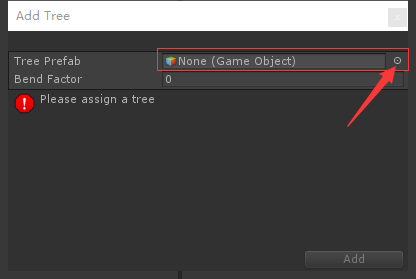 Add Tree
Tree Prefab None (Game Object)
Bend Factor 0
Please assign a tree
Add